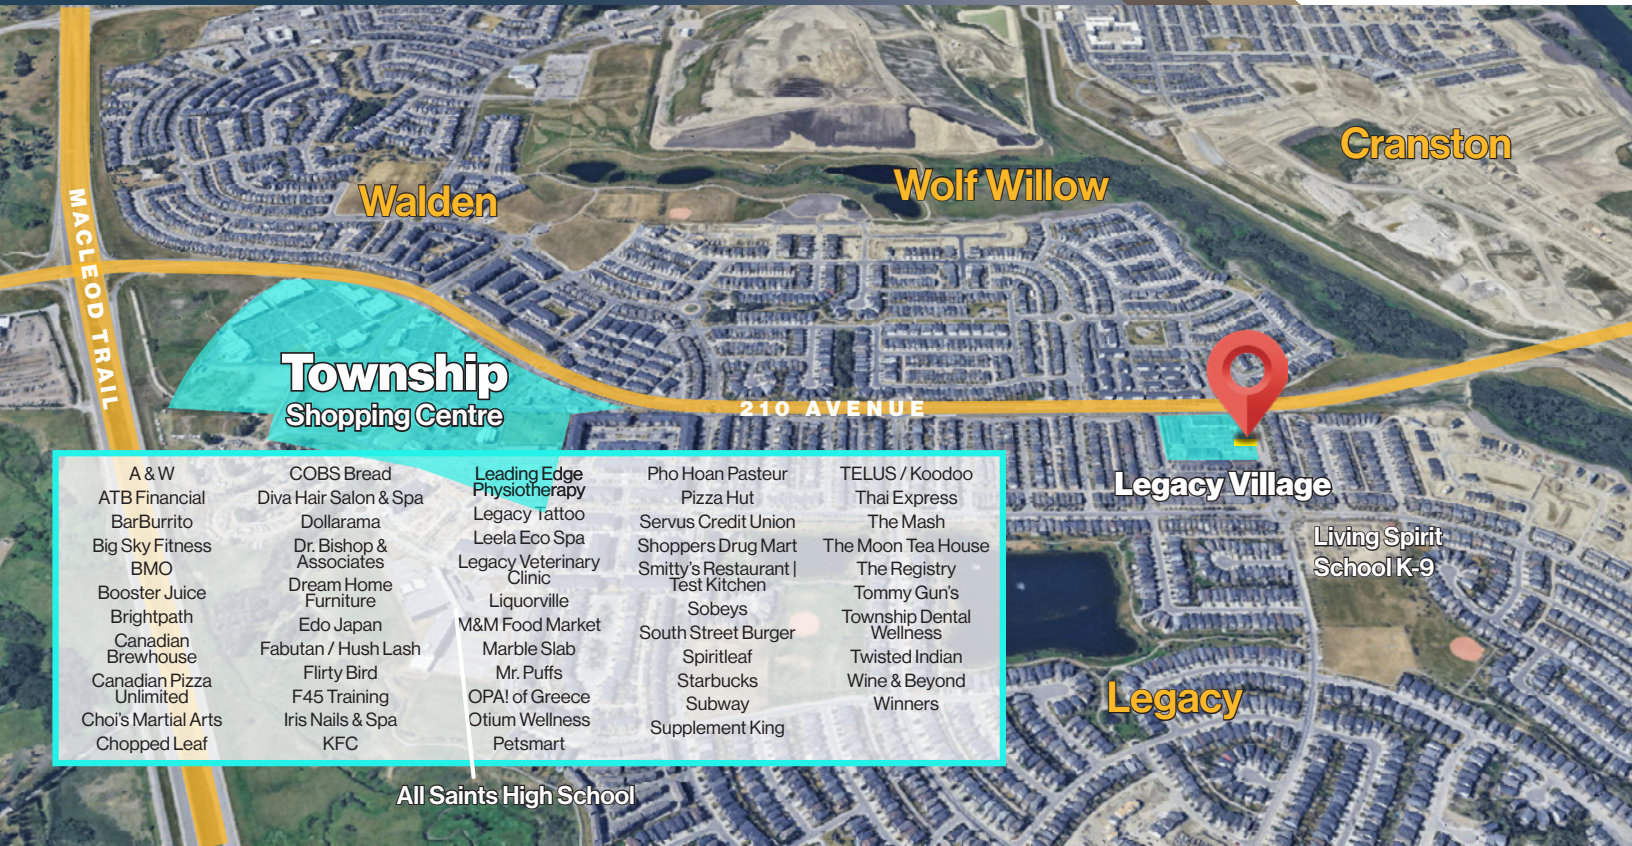 Cranston
Wolf Willow
Walden
MACLEOD TRAIL
Township
Shopping Centre
210 AVENUE
Legacy Village
Living Spirit
School K-9
A & W
ATB Financial
BarBurrito
Big Sky Fitness
BMO
Booster Juice
Brightpath
Canadian
Brewhouse
Canadian Pizza
Unlimited
Choi's Martial Arts
Chopped Leaf
COBS Bread
Diva Hair Salon & Spa
Dollarama
Dr. Bishop &
Associates
Dream Home
Furniture
Edo Japan
Fabutan / Hush Lash
Flirty Bird
F45 Training
Iris Nails & Spa
KFC
Leading Edge
Physiotherapy
Legacy Tattoo
Leela Eco Spa
Legacy Veterinary
Clinic
Liquorville
M&M Food Market
Marble Slab
Mr. Puffs
OPA! of Greece
Otium Wellness
Petsmart
Pho Hoan Pasteur
Pizza Hut
Servus Credit Union
Shoppers Drug Mart
Smitty's Restaurant |
Test Kitchen
Sobeys
South Street Burger
Spiritleaf
Starbucks
Subway
Supplement King
TELUS / Koodoo
Thai Express
The Mash
The Moon Tea House
The Registry
Tommy Gun's
Township Dental
Wellness
Twisted Indian
Wine & Beyond
Winners
Legacy
All Saints High School